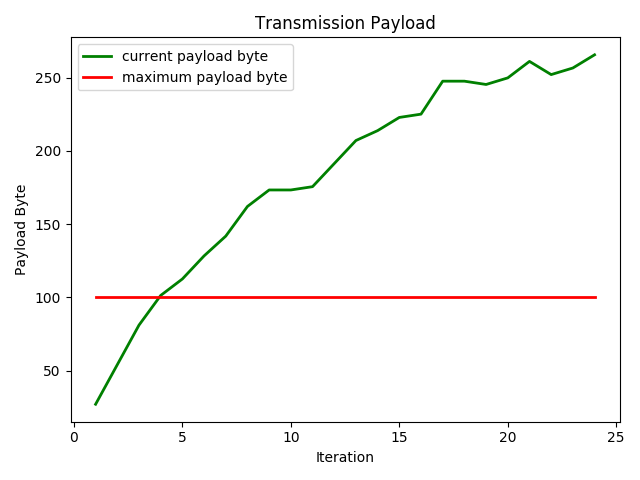 Transmission Payload
current payload byte
maximum payload byte
Payload Byte
250
200
150
100
50
0 5 10 15 20 25
Iteration